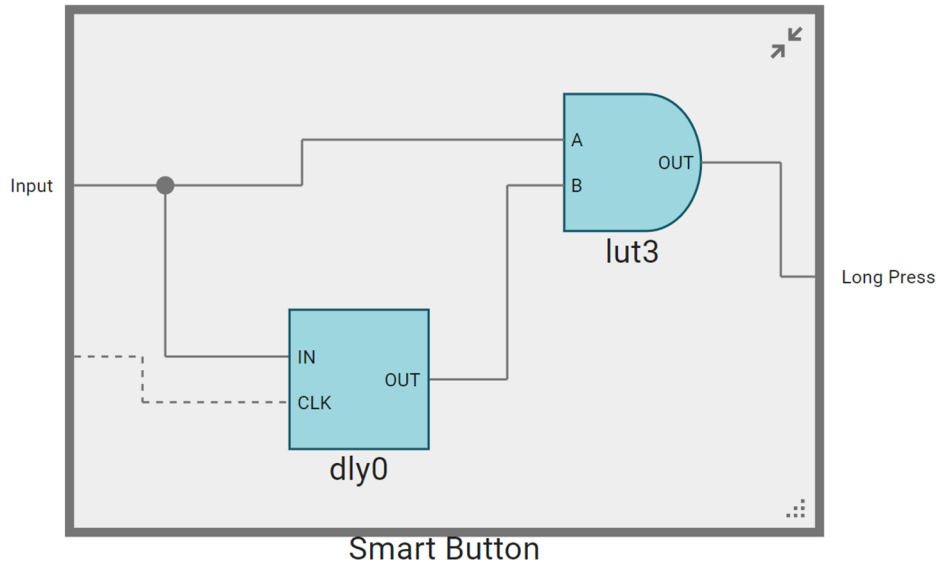 Input
A
OUT
B
lut3
Long Press
IN
OUT
CLK
dly0
Smart Button